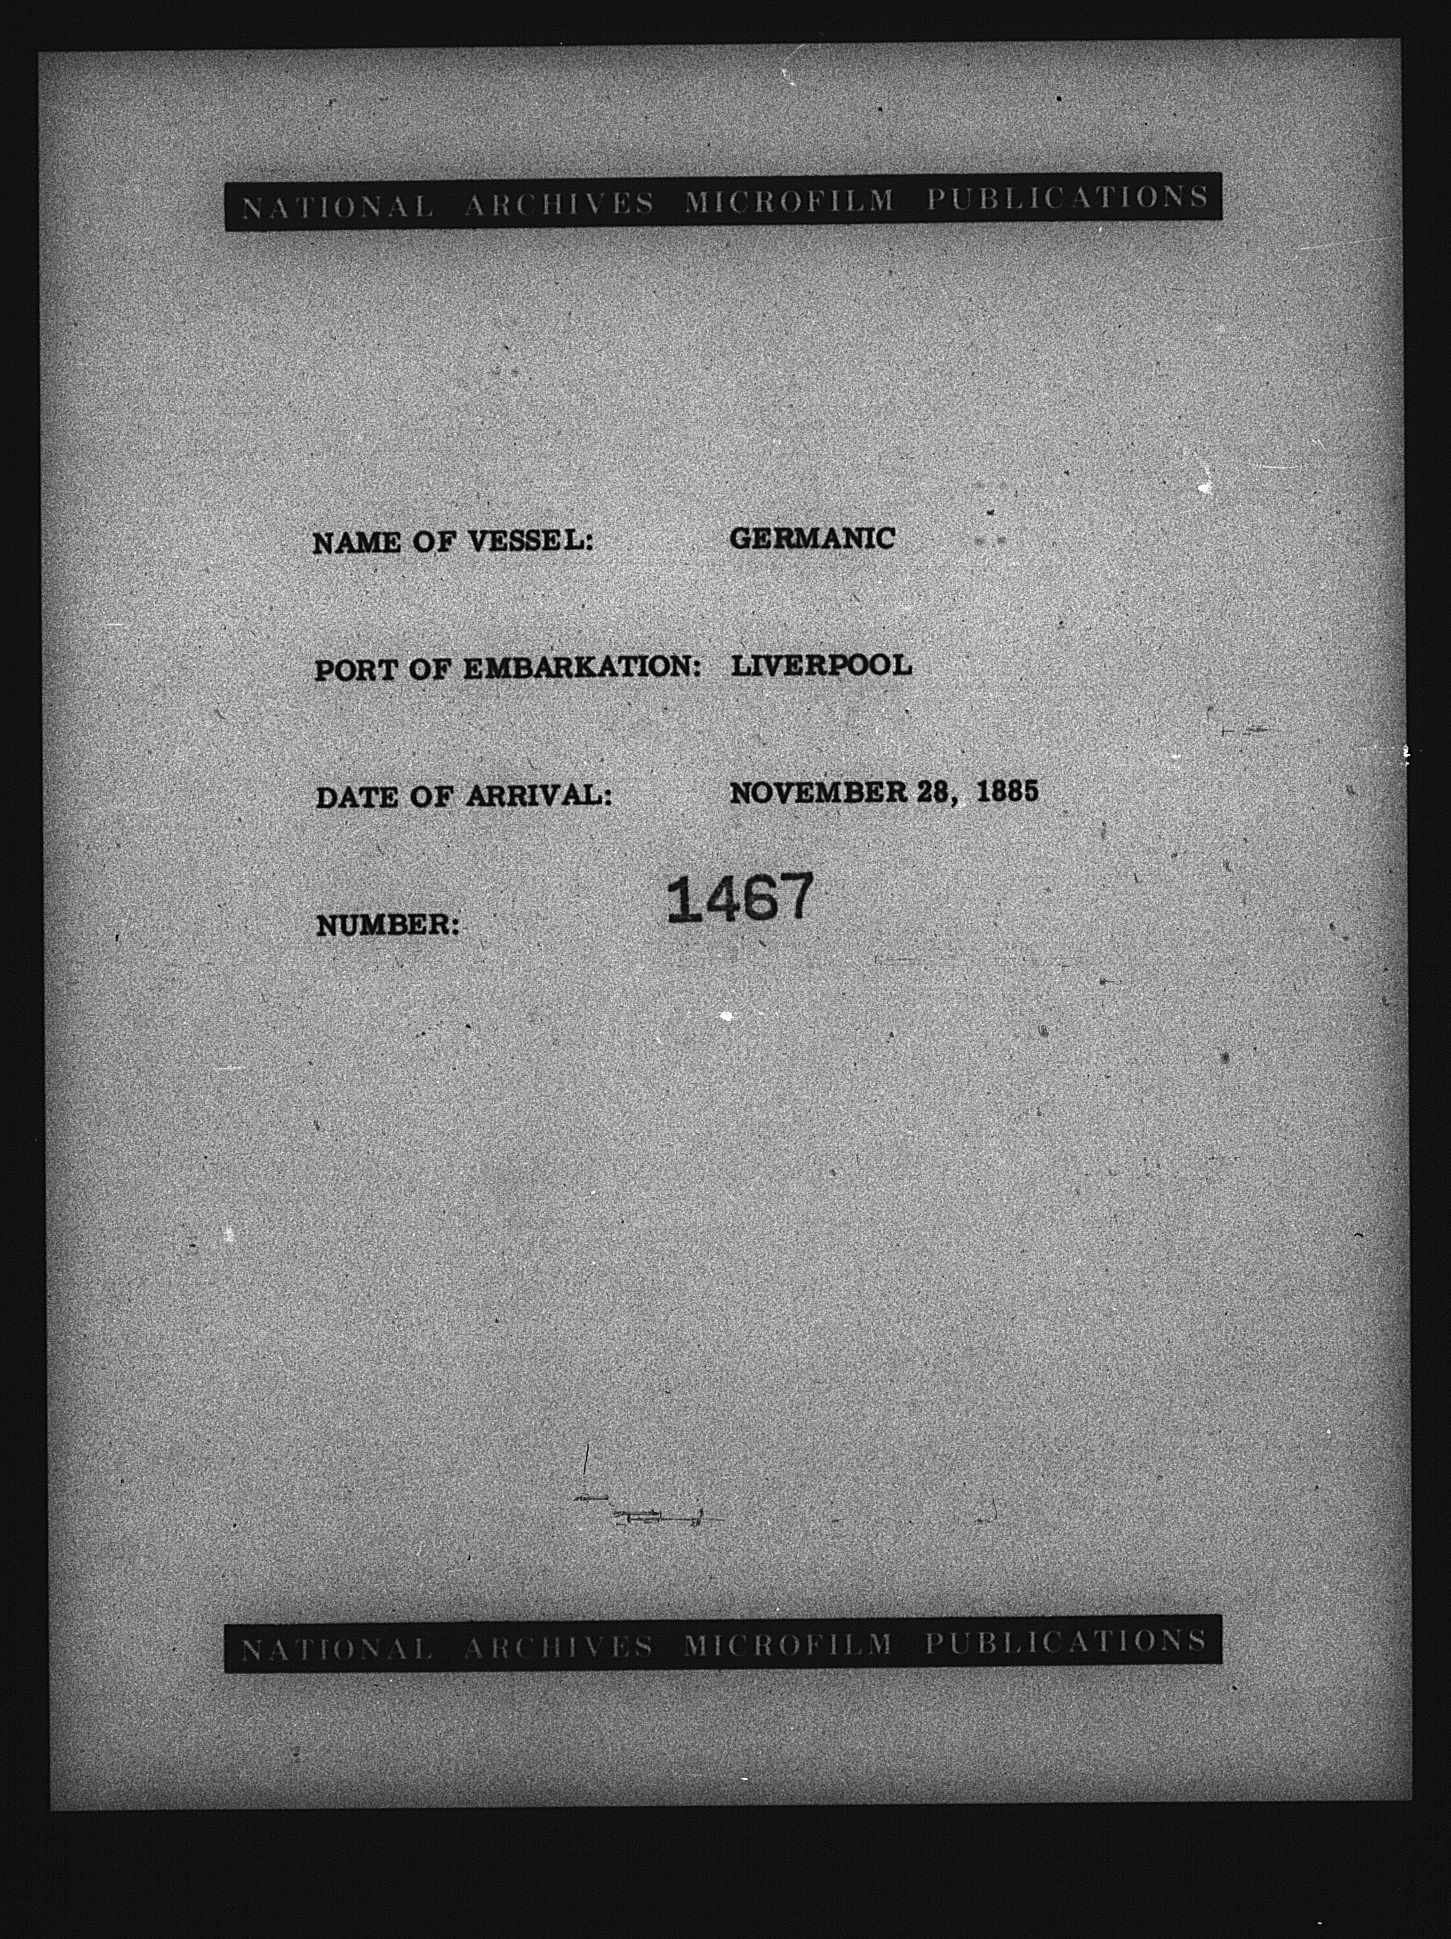 NATIONAL ARCHIVES MICROFILM PUBLICATIONS
NAME OF VESSEL: GERMANIC
PORT OF EMBARKATION: LIVERPOOL
DATE OF ARRIVAL: NOVEMBER 28, 1885
NUMBER: 1467
NATIONAL ARCHIVES MICROFILM PUBLICATIONS